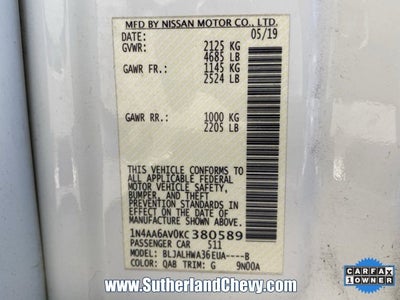 MFD BY NISSAN MOTOR CO., LTD.
DATE: 05/19
GVWR: 2125 KG
4685 LB
GAWR FR.: 1145 KG
2524 LB
GAWR RR.: 1000 KG
2205 LB
THIS VEHICLE CONFORMS TO
ALL APPLICABLE FEDERAL
MOTOR VEHICLE SAFETY,
BUMPER, AND THEFT
PREVENTION STANDARDS IN
EFFECT ON THE DATE OF
MANUFACTURE SHOWN ABOVE.
1N4AA6AV0KC380589
PASSENGER CAR 511
MODEL: BLJALHWA36EUA----B
COLOR: QAB TRIM: G 9N00A
www.SutherlandChevy.com
CARFAX
1 OWNER